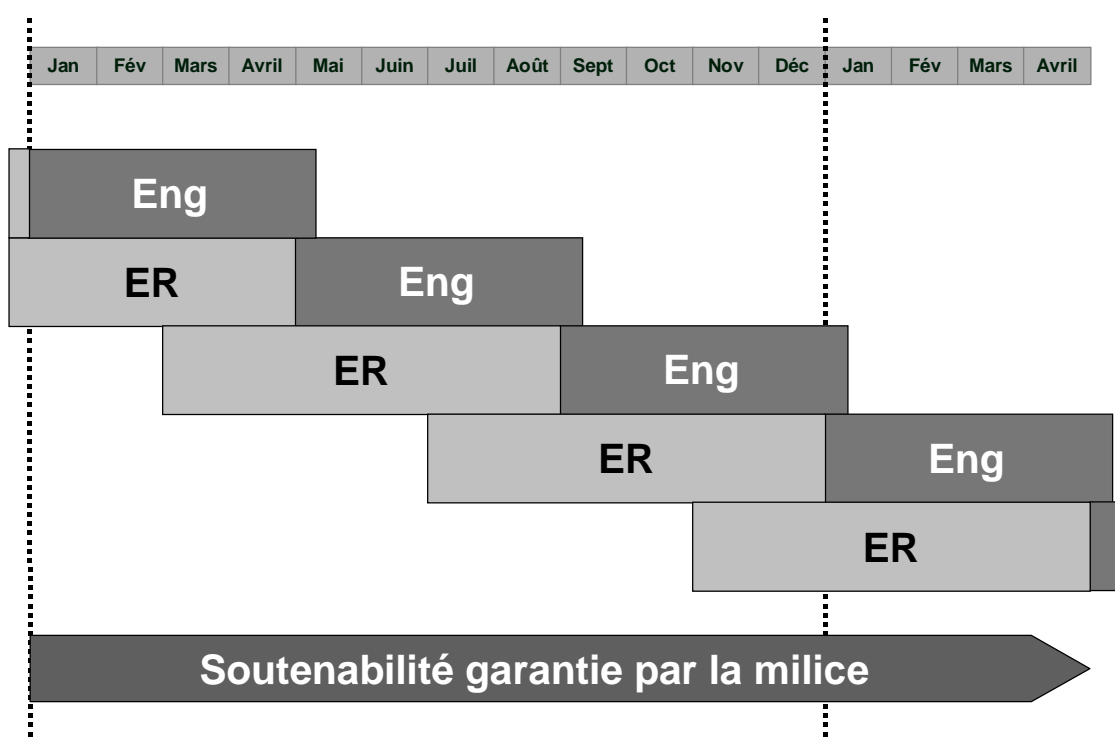 Jan Fév Mars Avril Mai Juin Juil Août Sept Oct Nov Déc Jan Fév Mars Avril
Eng
ER Eng
ER Eng
ER Eng
ER
Soutenabilité garantie par la milice